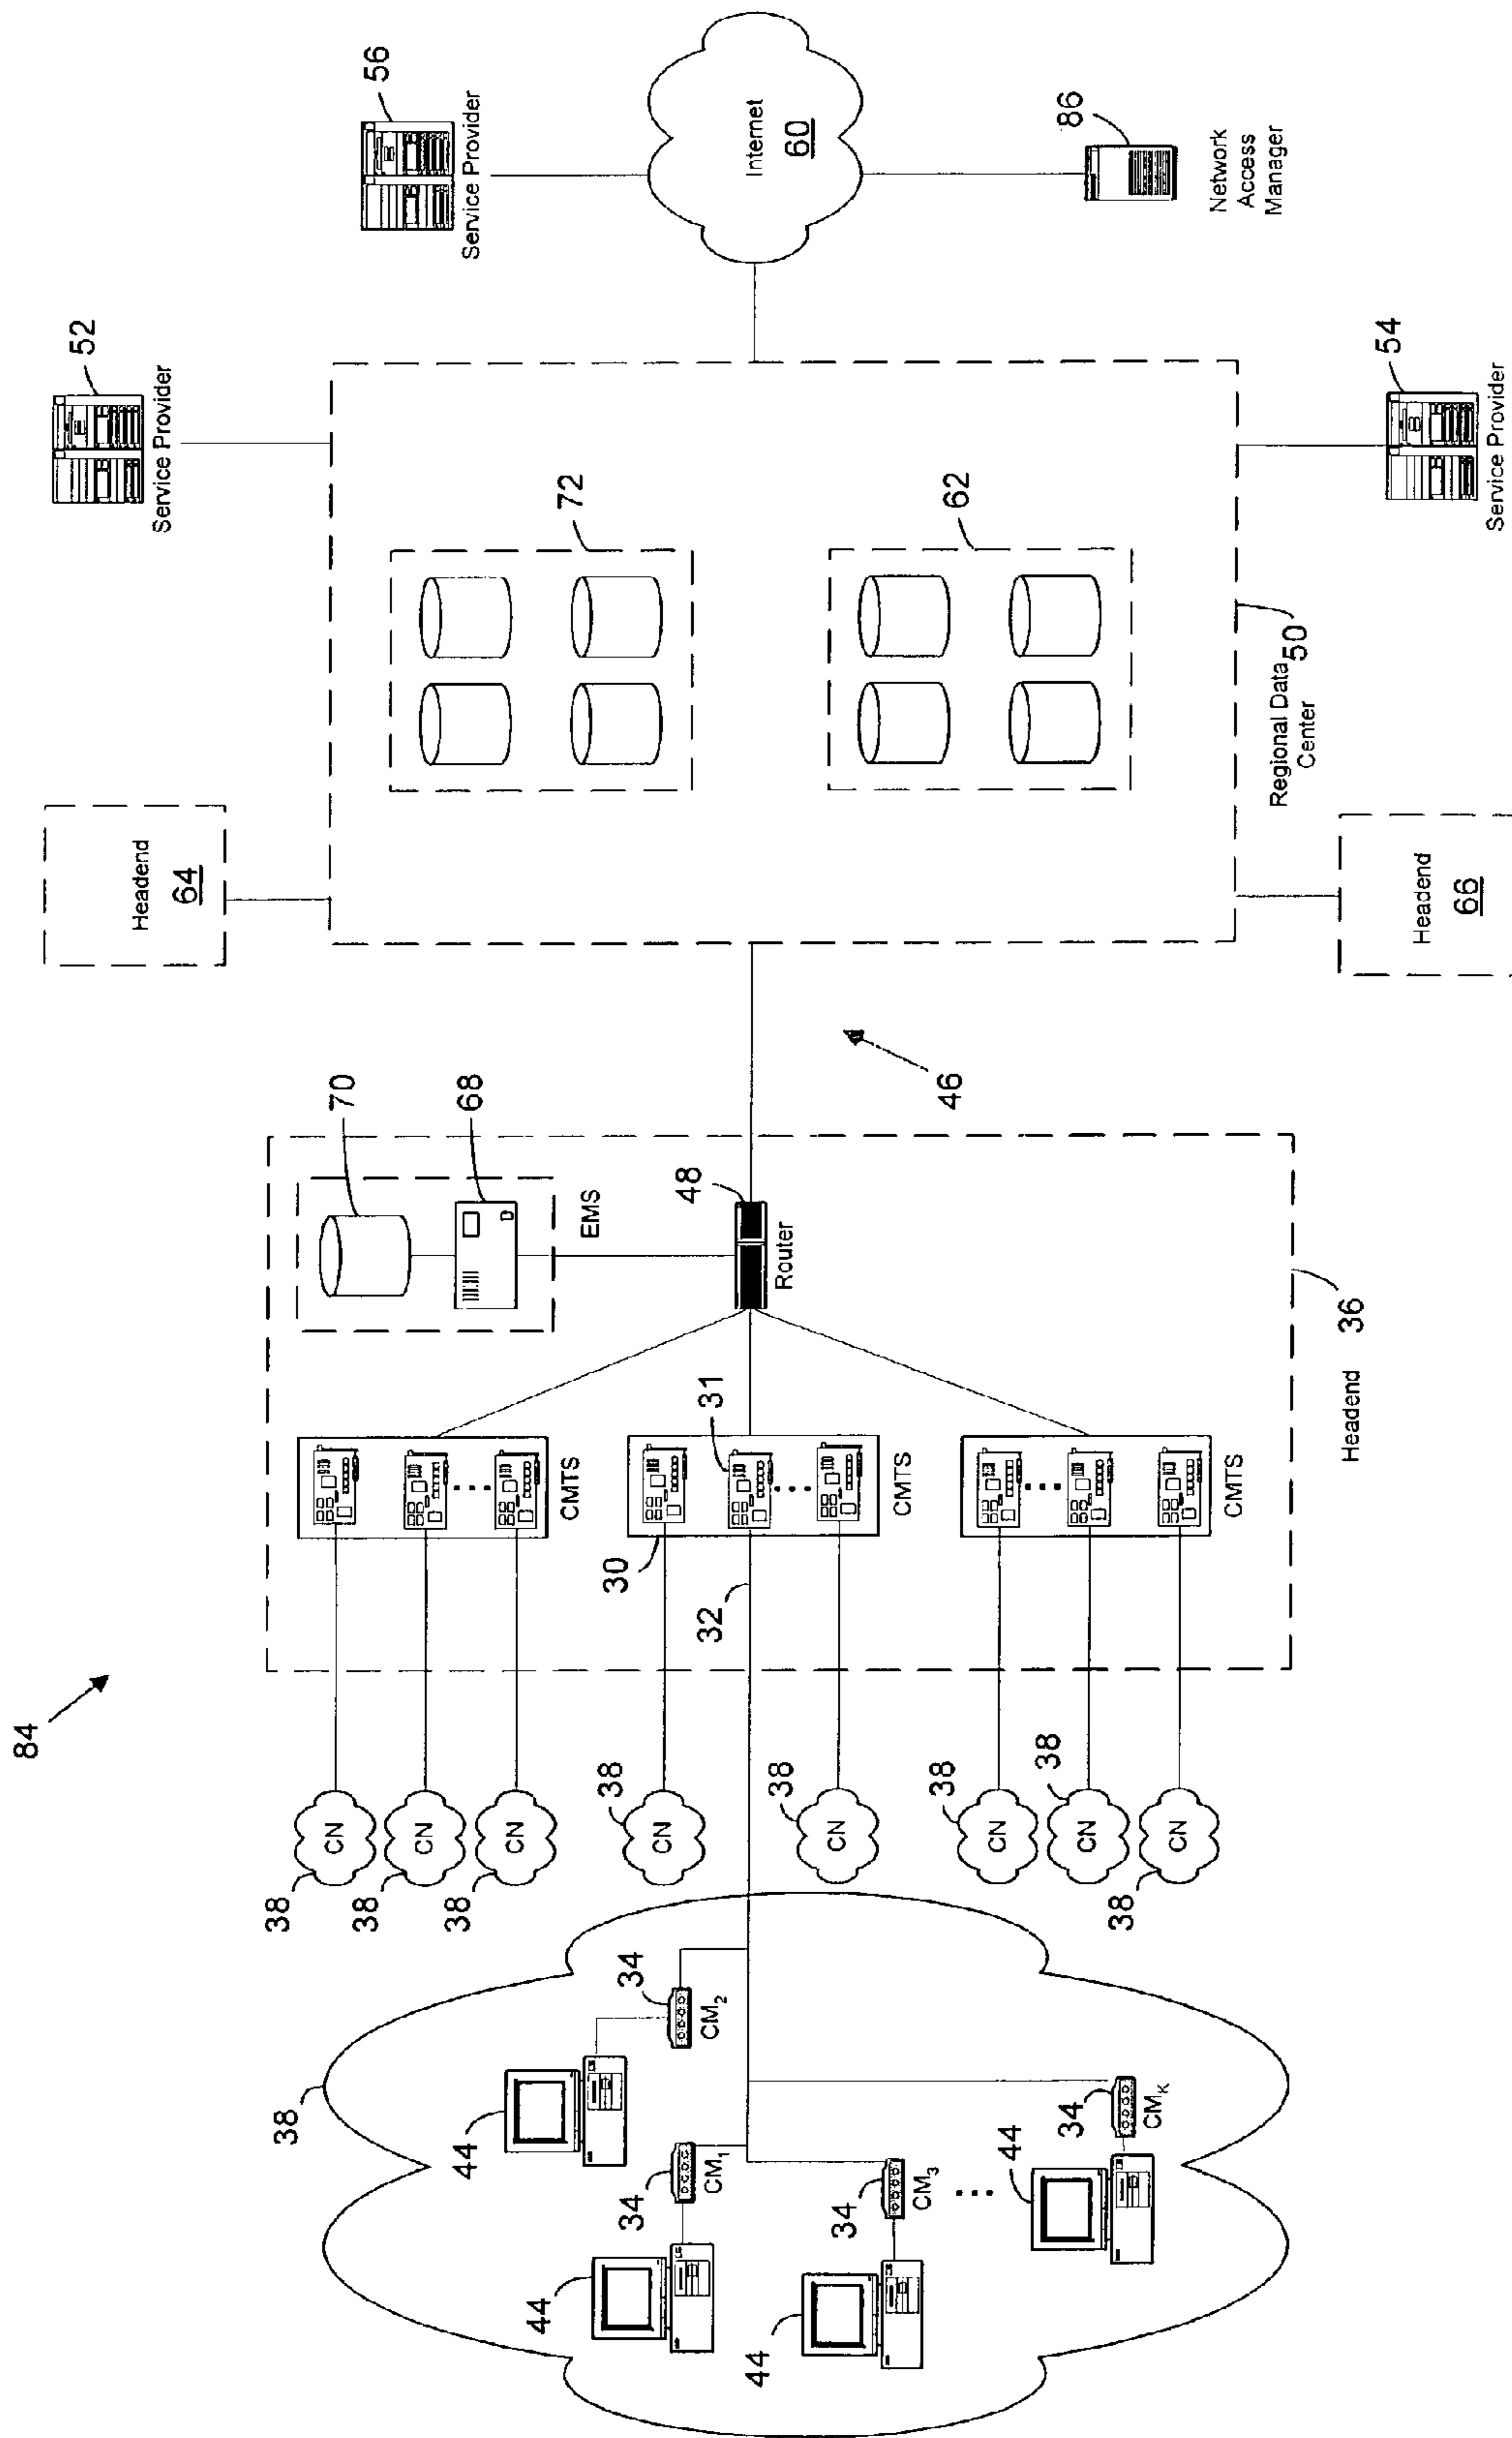 84
52
Service Provider
Headend
64
56
Service Provider
70
68
EMS
38
CN
38
CN
38
CN
CMTS
72
38
44
34
CM₂
38
CN
30
32
31
CMTS
48
Router
46
Internet
60
44
34
CM₁
38
CN
62
44
34
CM₃
38
CN
38
CN
38
CN
CMTS
44
34
CMₖ
86
Network
Access
Manager
Headend
36
Regional Data
50
Center
Headend
66
54
Service Provider